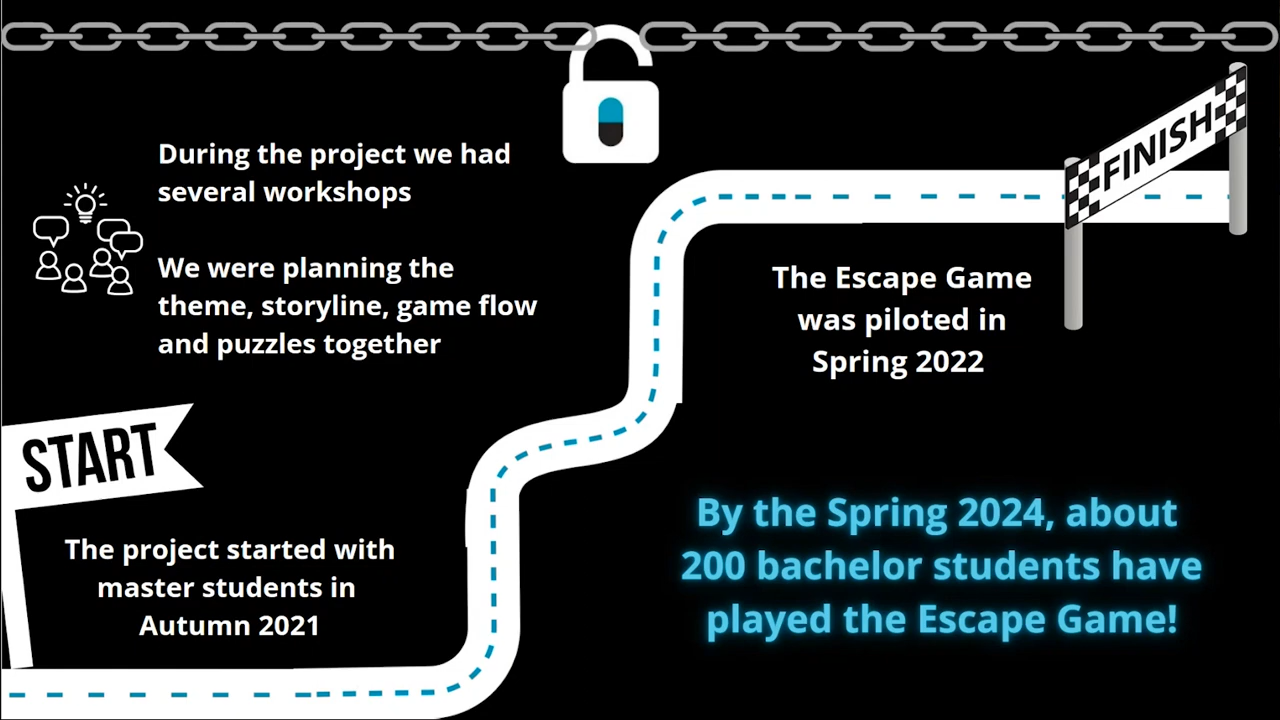 During the project we had
several workshops
We were planning the
theme, storyline, game flow
and puzzles together
FINISH
The Escape Game
was piloted in
Spring 2022
START
The project started with
master students in
Autumn 2021
By the Spring 2024, about
200 bachelor students have
played the Escape Game!